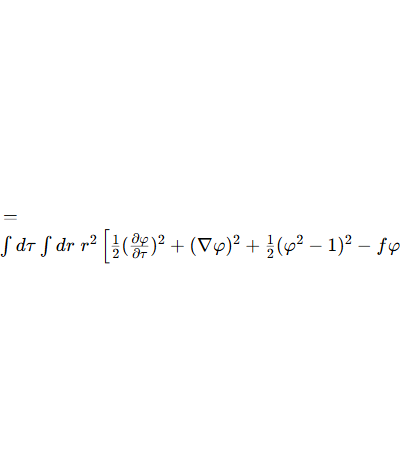 =
∫ dτ ∫ dr r² [ ½(∂φ/∂τ)² + (∇φ)² + ½(φ² − 1)² − fφ